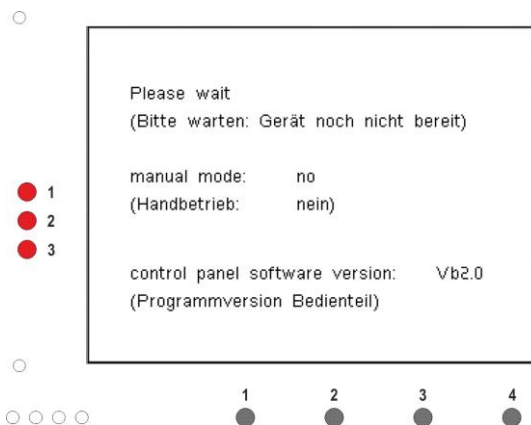 Please wait
(Bitte warten: Gerät noch nicht bereit)
manual mode: no
(Handbetrieb: nein)
1
2
3
control panel software version: Vb2.0
(Programmversion Bedienteil)
1 2 3 4